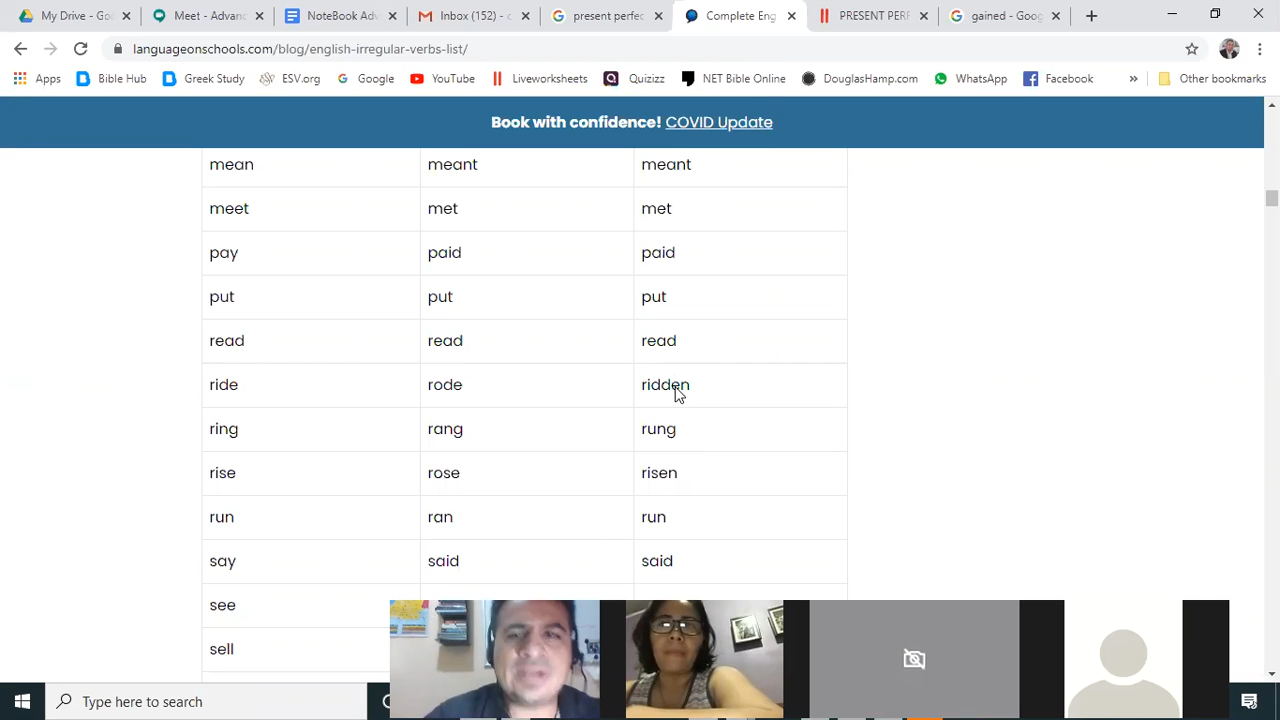 My Drive - Go
Meet - Advan
NoteBook Adv
Inbox (152) - c
present perfec
Complete Eng
PRESENT PERF
gained - Goog
languageonschools.com/blog/english-irregular-verbs-list/
Apps
Bible Hub
Greek Study
ESV.org
Google
YouTube
Liveworksheets
Quizizz
NET Bible Online
DouglasHamp.com
WhatsApp
Facebook
Other bookmarks
Book with confidence! COVID Update
mean meant meant
meet met met
pay paid paid
put put put
read read read
ride rode ridden
ring rang rung
rise rose risen
run ran run
say said said
see
sell
Type here to search